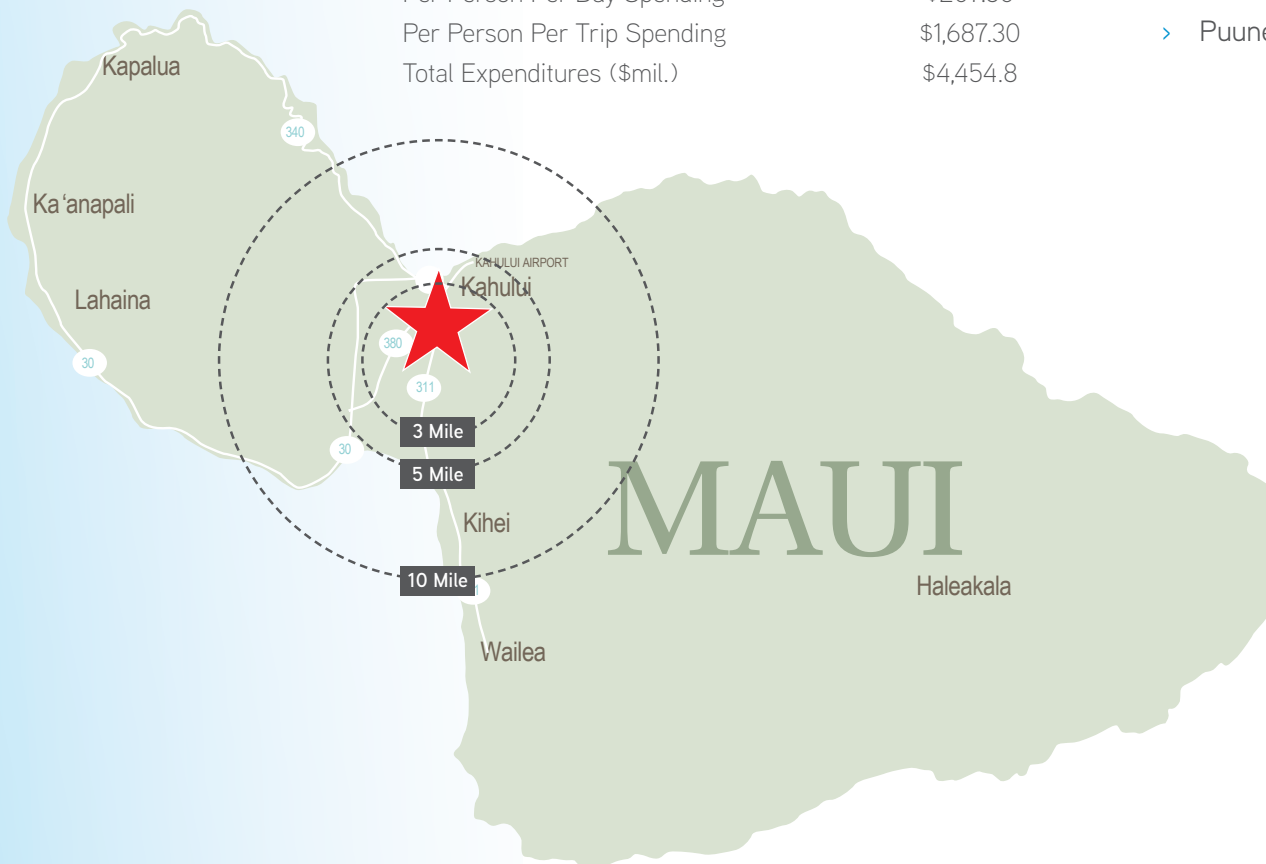 Per Person Per Trip Spending $1,687.30
Total Expenditures ($mil.) $4,454.8
Kapalua
340
Ka'anapali
KAHULUI AIRPORT
Kahului
Lahaina
380
30
311
3 Mile
30
5 Mile
MAUI
Kihei
10 Mile
Haleakala
Wailea